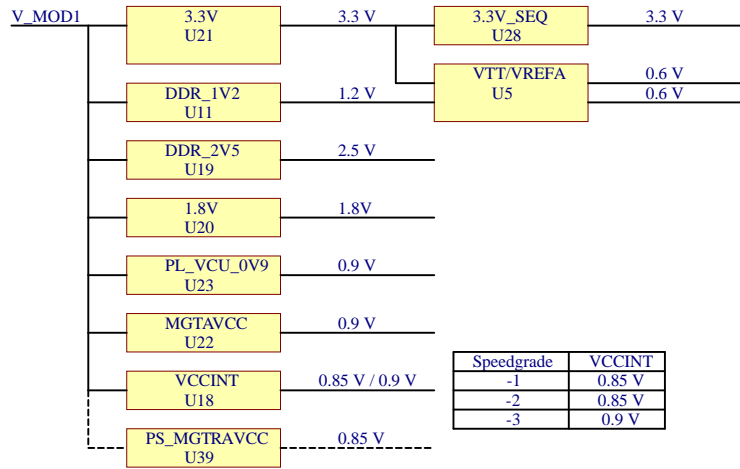 V_MOD1 3.3V 3.3 V 3.3V_SEQ 3.3 V
U21 U28
VTT/VREFA 0.6 V
DDR_1V2 1.2 V U5 0.6 V
U11
DDR_2V5 2.5 V
U19
1.8V 1.8V
U20
PL_VCU_0V9 0.9 V
U23
MGTAVCC 0.9 V
U22
Speedgrade VCCINT
VCCINT 0.85 V / 0.9 V -1 0.85 V
U18 -2 0.85 V
-3 0.9 V
PS_MGTRAVCC 0.85 V
U39